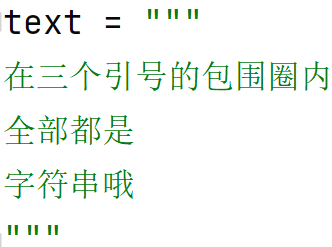 text = """
在三个引号的包围圈内
全部都是
字符串哦
"""